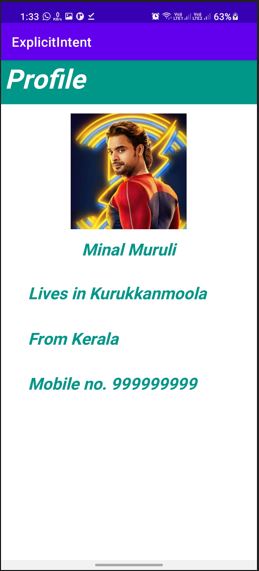 1:33
63%
ExplicitIntent
Profile
Minal Muruli
Lives in Kurukkanmoola
From Kerala
Mobile no. 999999999